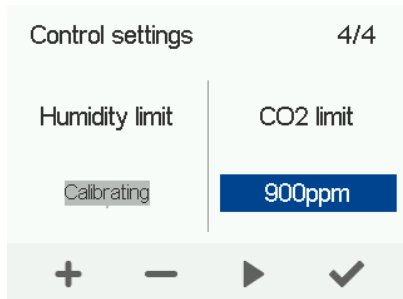 Control settings 4/4
Humidity limit CO2 limit
Calibrating 900ppm